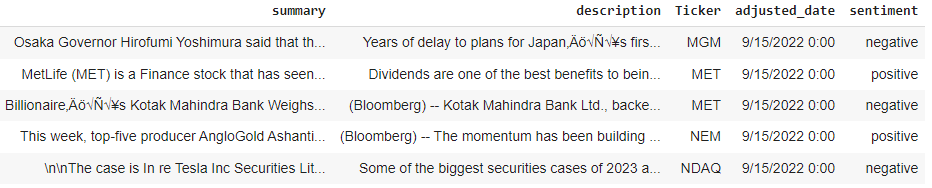 summary description Ticker adjusted_date sentiment
Osaka Governor Hirofumi Yoshimura said that th... Years of delay to plans for Japan‚Äö√Ñ√¥s firs... MGM 9/15/2022 0:00 negative
MetLife (MET) is a Finance stock that has seen... Dividends are one of the best benefits to bein... MET 9/15/2022 0:00 positive
Billionaire‚Äö√Ñ√¥s Kotak Mahindra Bank Weighs... (Bloomberg) -- Kotak Mahindra Bank Ltd., backe... MET 9/15/2022 0:00 negative
This week, top-five producer AngloGold Ashanti... (Bloomberg) -- The momentum has been building ... NEM 9/15/2022 0:00 positive
\n\nThe case is In re Tesla Inc Securities Lit... Some of the biggest securities cases of 2023 a... NDAQ 9/15/2022 0:00 negative